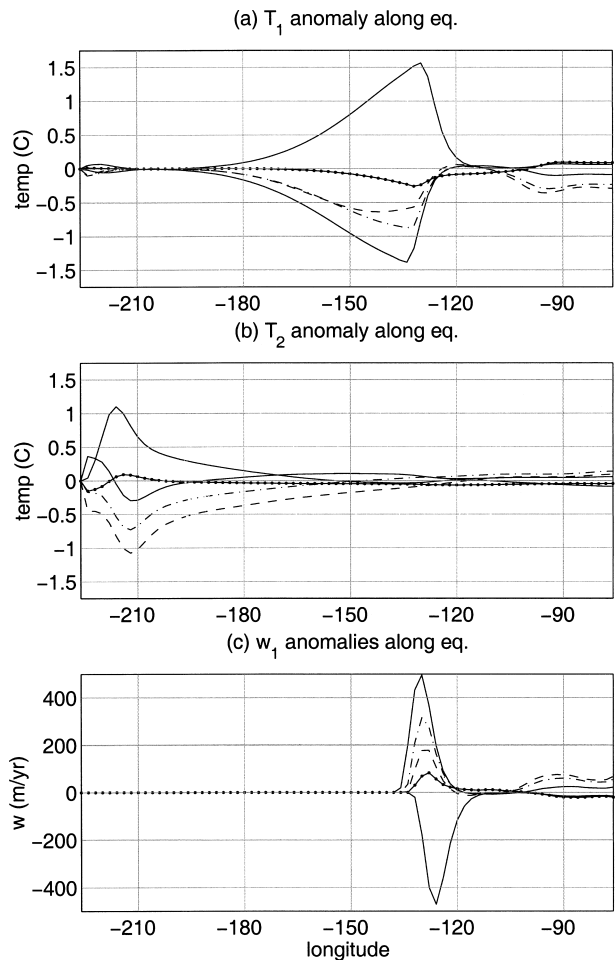 (a) T1 anomaly along eq.
1.5
1
0.5
0
−0.5
−1
−1.5
temp (C)
−210 −180 −150 −120 −90
(b) T2 anomaly along eq.
1.5
1
0.5
0
−0.5
−1
−1.5
temp (C)
−210 −180 −150 −120 −90
(c) w1 anomalies along eq.
400
200
0
−200
−400
w (m/yr)
−210 −180 −150 −120 −90
longitude